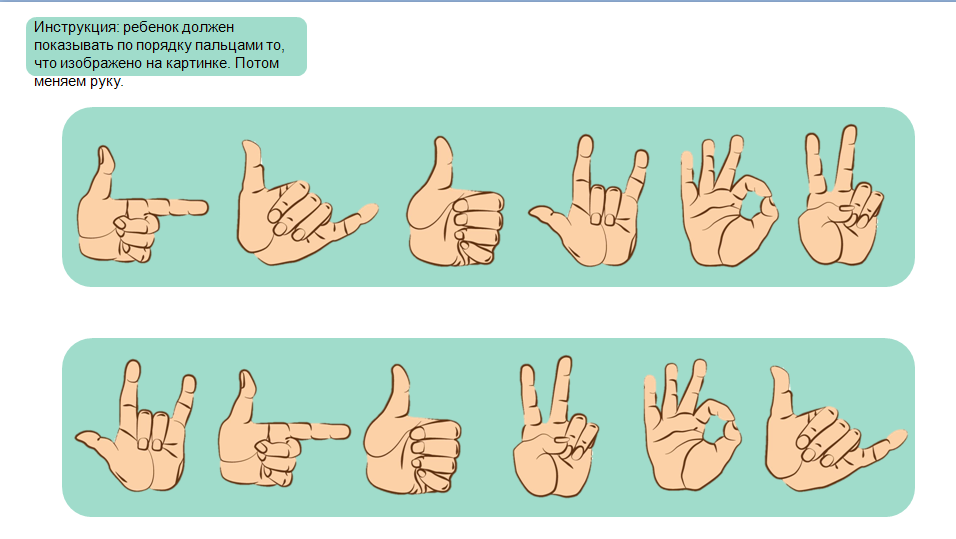 Инструкция: ребенок должен
показывать по порядку пальцами то,
что изображено на картинке. Потом
меняем руку.